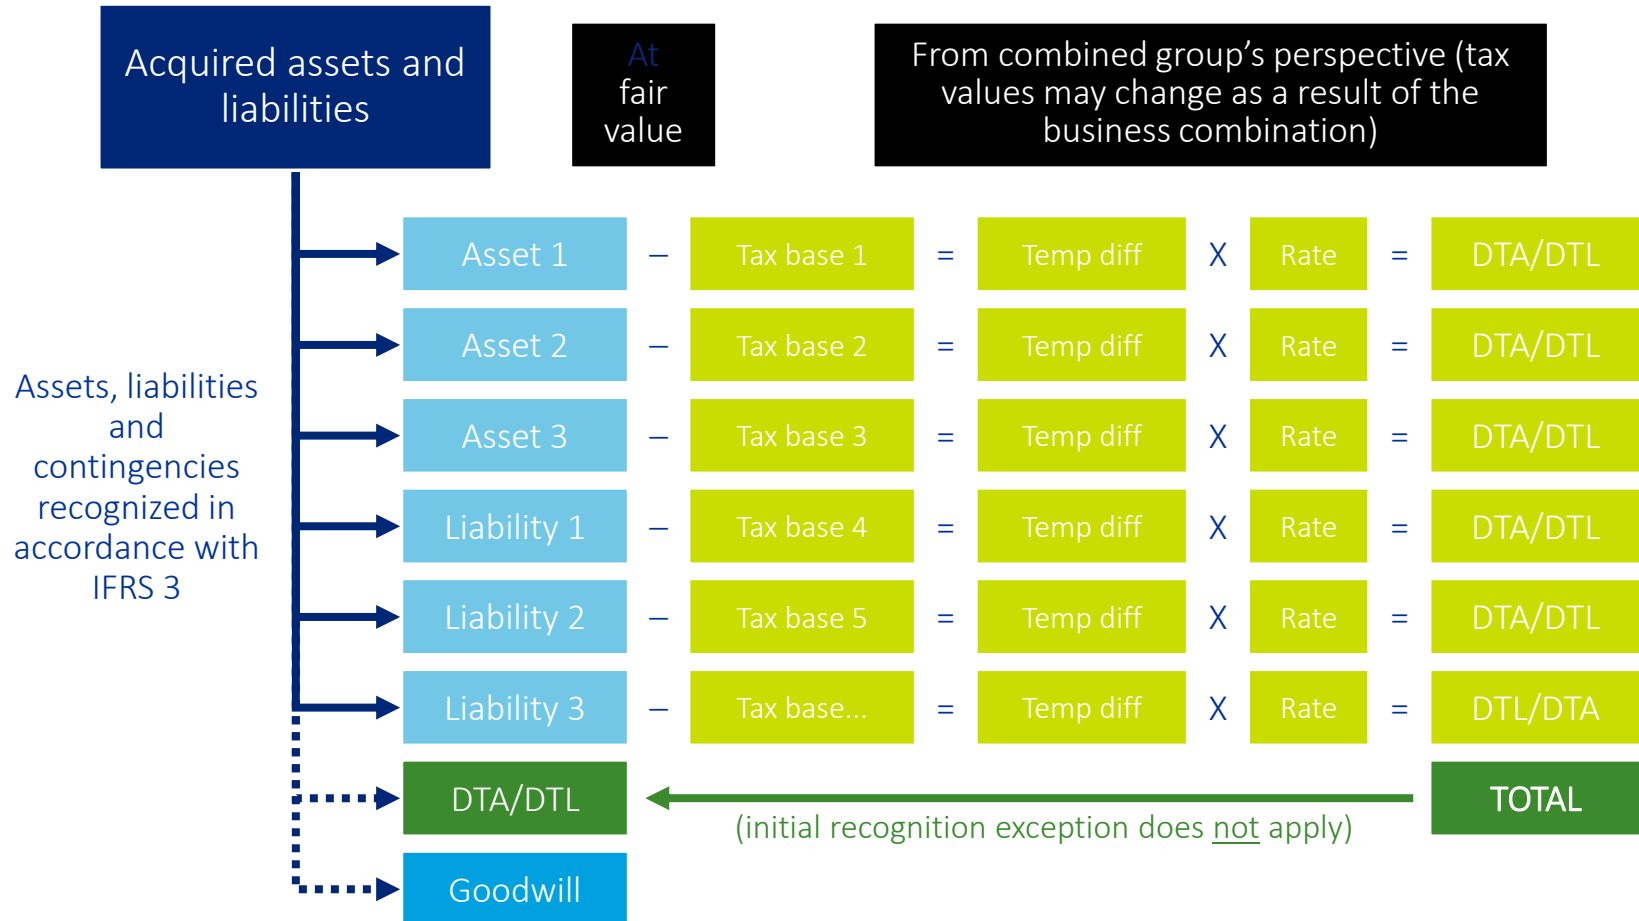 Acquired assets and
liabilities
At
fair
value
From combined group’s perspective (tax
values may change as a result of the
business combination)
Assets, liabilities
and
contingencies
recognized in
accordance with
IFRS 3
Asset 1 – Tax base 1 = Temp diff X Rate = DTA/DTL
Asset 2 – Tax base 2 = Temp diff X Rate = DTA/DTL
Asset 3 – Tax base 3 = Temp diff X Rate = DTA/DTL
Liability 1 – Tax base 4 = Temp diff X Rate = DTA/DTL
Liability 2 – Tax base 5 = Temp diff X Rate = DTA/DTL
Liability 3 – Tax base... = Temp diff X Rate = DTL/DTA
DTA/DTL TOTAL
(initial recognition exception does not apply)
Goodwill